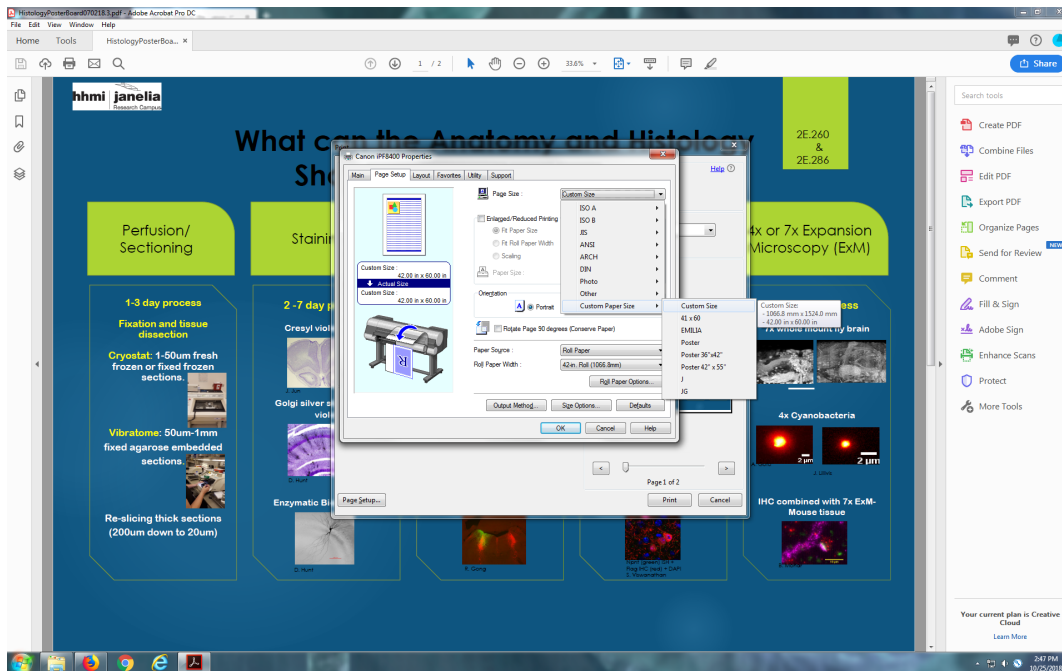 HistologyPosterBoard070218.3.pdf - Adobe Acrobat Pro DC
File Edit View Window Help
Home Tools HistologyPosterBoa... ×
1 / 2 33.6%
Share
hhmi janelia
Research Campus
What can the Anatomy and Histology
2E.260
&
2E.286
Perfusion/
Sectioning
1-3 day process
Fixation and tissue
dissection
Cryostat: 1-50um fresh
frozen or fixed frozen
sections.
Vibratome: 50um-1mm
fixed agarose embedded
sections.
Re-slicing thick sections
(200um down to 20um)
2 -7 day p
D. Hunt
D. Hunt
4x or 7x Expansion
Microscopy (ExM)
7x whole mount fly brain
4x Cyanobacteria
2 µm
2 µm
IHC combined with 7x ExM-
Mouse tissue
Canon iPF8400 Properties
Main Page Setup Layout Favorites Utility Support
Page Size : Custom Size
Enlarged/Reduced Printing
Fit Paper Size
Fit Roll Paper Width
Scaling
Paper Size :
Orientation
A Portrait
Rotate Page 90 degrees (Conserve Paper)
Paper Source : Roll Paper
Roll Paper Width : 42-in. Roll (1066.8mm)
Roll Paper Options...
Output Method... Size Options... Defaults
OK Cancel Help
Custom Size :
42.00 in x 60.00 in
Actual Size
Custom Size :
42.00 in x 60.00 in
ISO A
ISO B
JIS
ANSI
ARCH
DIN
Photo
Other
Custom Paper Size
Custom Size
41 x 60
EMILIA
Poster
Poster 36"x42"
Poster 42" x 55"
J
JG
Custom Size:
- 1066.8 mm x 1524.0 mm
- 42.00 in x 60.00 in
Help
Page 1 of 2
Page Setup... Print Cancel
Search tools
Create PDF
Combine Files
Edit PDF
Export PDF
Organize Pages
Send for Review
NEW
Comment
Fill & Sign
Adobe Sign
Enhance Scans
Protect
More Tools
Your current plan is Creative
Cloud
Learn More
2:47 PM
10/25/2018